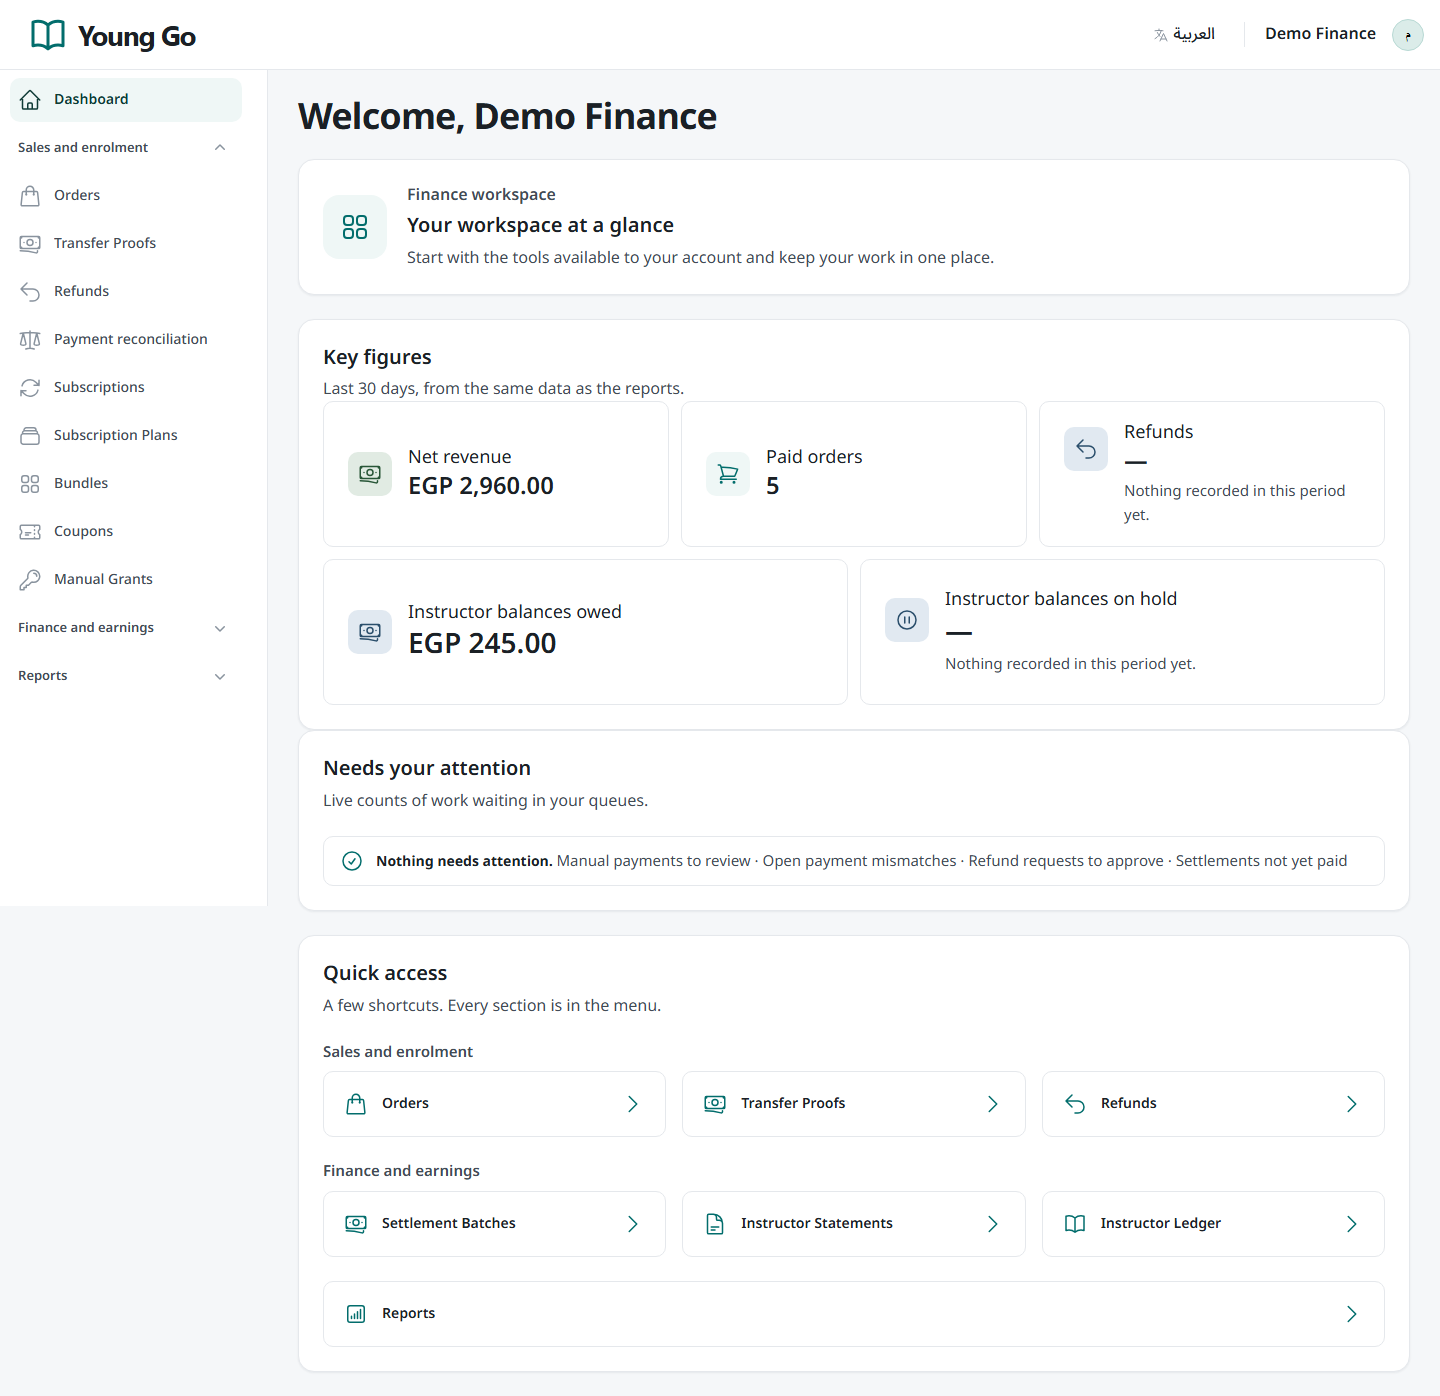 Young Go
العربية
Demo Finance
م
Dashboard
Sales and enrolment
Orders
Transfer Proofs
Refunds
Payment reconciliation
Subscriptions
Subscription Plans
Bundles
Coupons
Manual Grants
Finance and earnings
Reports
Welcome, Demo Finance
Finance workspace
Your workspace at a glance
Start with the tools available to your account and keep your work in one place.
Key figures
Last 30 days, from the same data as the reports.
Net revenue
EGP 2,960.00
Paid orders
5
Refunds
—
Nothing recorded in this period
yet.
Instructor balances owed
EGP 245.00
Instructor balances on hold
—
Nothing recorded in this period yet.
Needs your attention
Live counts of work waiting in your queues.
Nothing needs attention. Manual payments to review · Open payment mismatches · Refund requests to approve · Settlements not yet paid
Quick access
A few shortcuts. Every section is in the menu.
Sales and enrolment
Orders
Transfer Proofs
Refunds
Finance and earnings
Settlement Batches
Instructor Statements
Instructor Ledger
Reports